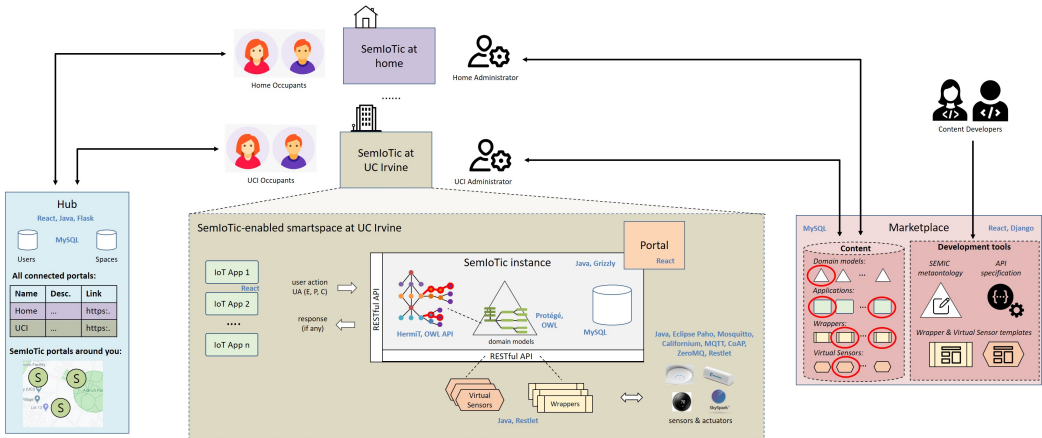 SemIoTic at
home
Home Occupants
Home Administrator
......
SemIoTic at
UC Irvine
UCI Occupants
UCI Administrator
Content Developers
Hub
React, Java, Flask
MySQL
Users
Spaces
All connected portals:
Name Desc. Link
Home ... https:.
UCI ... https:.
SemIoTic portals around you:
S
S
S
SemIoTic-enabled smartspace at UC Irvine
IoT App 1
React
IoT App 2
....
IoT App n
user action
UA (E, P, C)
response
(if any)
Portal
React
SemIoTic instance
Java, Grizzly
RESTful API
HermiT, OWL API
Protégé,
OWL
domain models
MySQL
RESTful API
Virtual
Sensors
Wrappers
Java, Restlet
Java, Eclipse Paho, Mosquitto,
Californium, MQTT, CoAP,
ZeroMQ, Restlet
SkySpark
sensors & actuators
MySQL
Marketplace
React, Django
Content
Domain models:
...
Applications:
...
Wrappers:
...
Virtual Sensors:
...
Development tools
SEMIC
metaontology
API
specification
Wrapper & Virtual Sensor templates